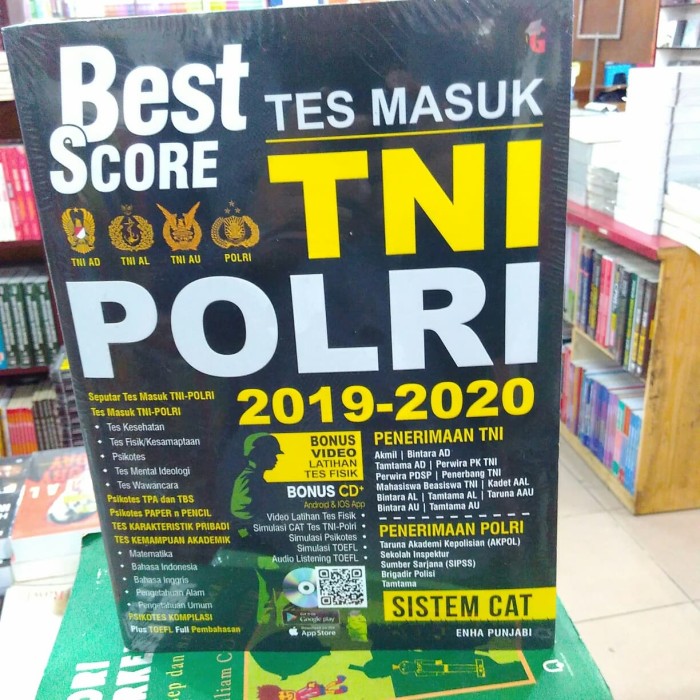 Best
SCORE
TES MASUK
TNI
POLRI
2019-2020
TNI AD
TNI AL
TNI AU
POLRI
Seputar Tes Masuk TNI-POLRI
Tes Masuk TNI-POLRI
• Tes Kesehatan
• Tes Fisik/Kesamaptaan
• Psikotes
• Tes Mental Ideologi
• Tes Wawancara
Psikotes TPA dan TBS
Psikotes PAPER n PENCIL
TES KARAKTERISTIK PRIBADI
TES KEMAMPUAN AKADEMIK
• Matematika
• Bahasa Indonesia
• Bahasa Inggris
• Pengetahuan Alam
• Pengetahuan Umum
PSIKOTES KOMPILASI
Plus TOEFL Full Pembahasan
BONUS
VIDEO
LATIHAN
TES FISIK
BONUS CD+
Android & IOS App
Video Latihan Tes Fisik •
Simulasi CAT Tes TNI-Polri •
Simulasi Psikotes •
Simulasi TOEFL •
Audio Listening TOEFL •
Google play
App Store
PENERIMAAN TNI
Akmil | Bintara AD
Tamtama AD | Perwira PK TNI
Perwira PDSP | Penerbang TNI
Mahasiswa Beasiswa TNI | Kadet AAL
Bintara AL | Tamtama AL | Taruna AAU
Bintara AU | Tamtama AU
PENERIMAAN POLRI
Taruna Akademi Kepolisian (AKPOL)
Sekolah Inspektur
Sumber Sarjana (SIPSS)
Brigadir Polisi
Tamtama
SISTEM CAT
ENHA PUNJABI